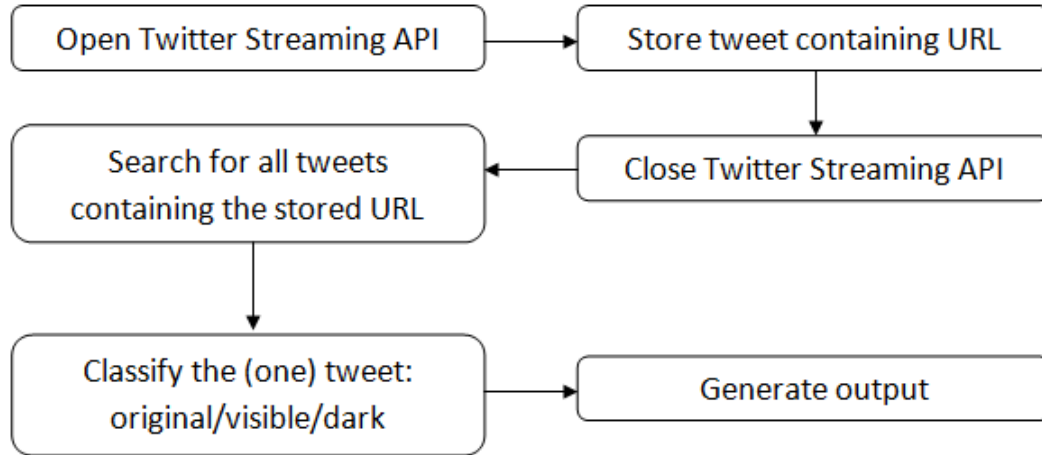 Open Twitter Streaming API
Store tweet containing URL
Close Twitter Streaming API
Search for all tweets
containing the stored URL
Classify the (one) tweet:
original/visible/dark
Generate output